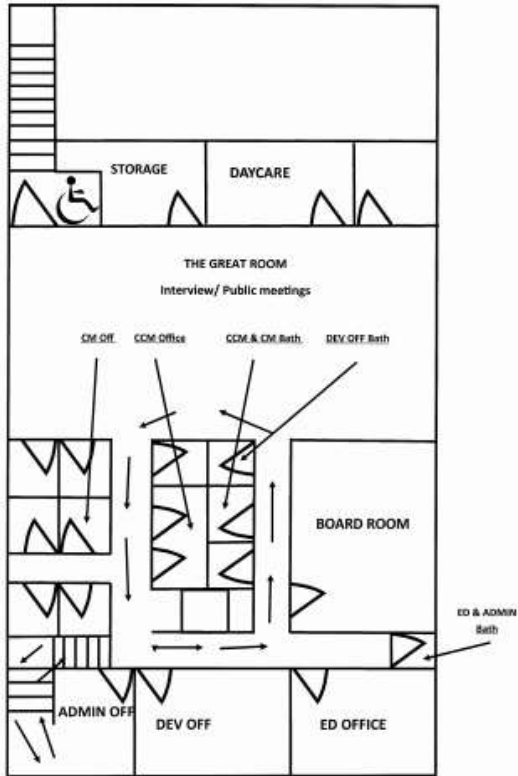 STORAGE
DAYCARE
THE GREAT ROOM
Interview/ Public meetings
CM Off
CCM Office
CCM & CM Bath
DEV OFF Bath
BOARD ROOM
ED & ADMIN
Bath
ADMIN OFF
DEV OFF
ED OFFICE